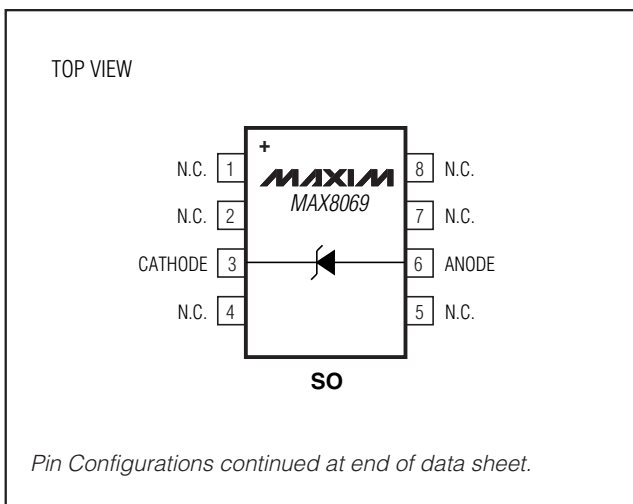 TOP VIEW
+
N.C. 1 MAXIM 8 N.C.
N.C. 2 MAX8069 7 N.C.
CATHODE 3 6 ANODE
N.C. 4 5 N.C.
SO
Pin Configurations continued at end of data sheet.